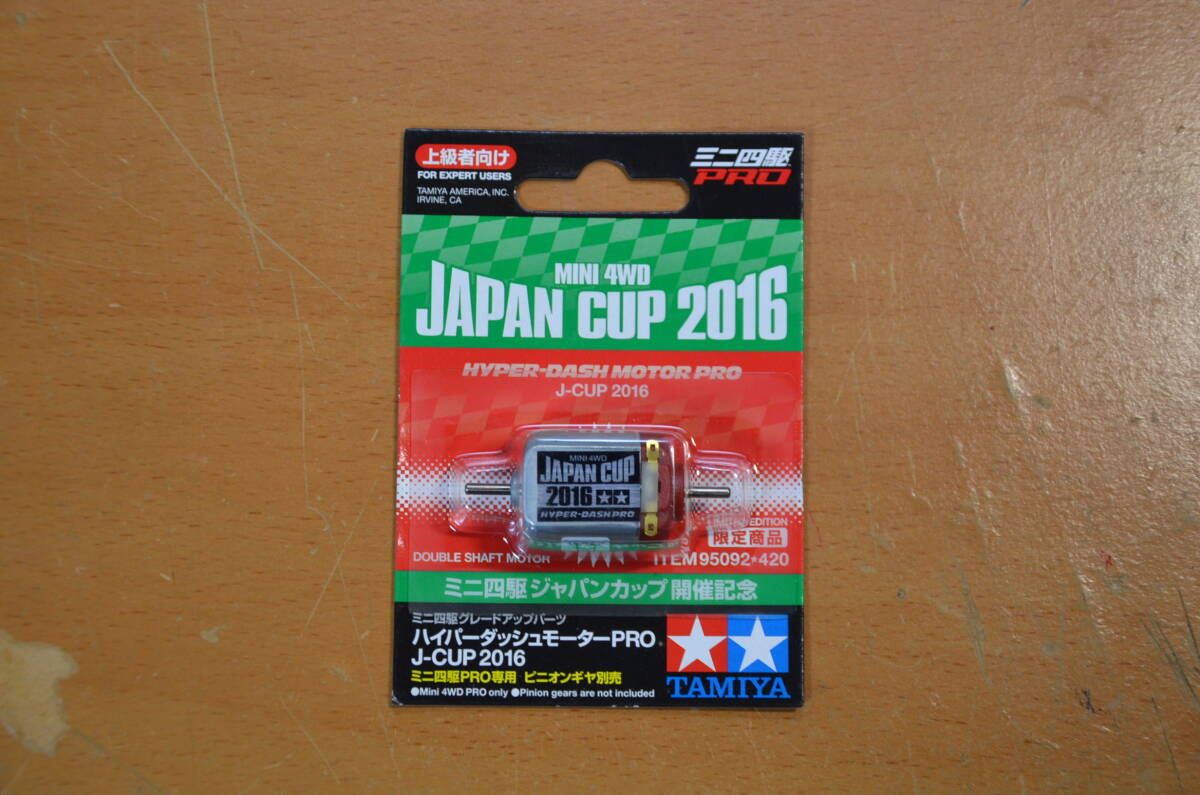 上級者向け
FOR EXPERT USERS
TAMIYA AMERICA, INC.
IRVINE, CA
ミニ四駆
PRO
MINI 4WD
JAPAN CUP 2016
HYPER-DASH MOTOR PRO
J-CUP 2016
MINI 4WD
JAPAN CUP
2016
HYPER-DASH PRO
EDITION
限定商品
DOUBLE SHAFT MOTOR
ITEM 95092★420
ミニ四駆ジャパンカップ開催記念
ミニ四駆グレードアップパーツ
ハイパーダッシュモーターPRO
J-CUP 2016
ミニ四駆PRO専用 ピニオンギヤ別売
●Mini 4WD PRO only ●Pinion gears are not included
TAMIYA